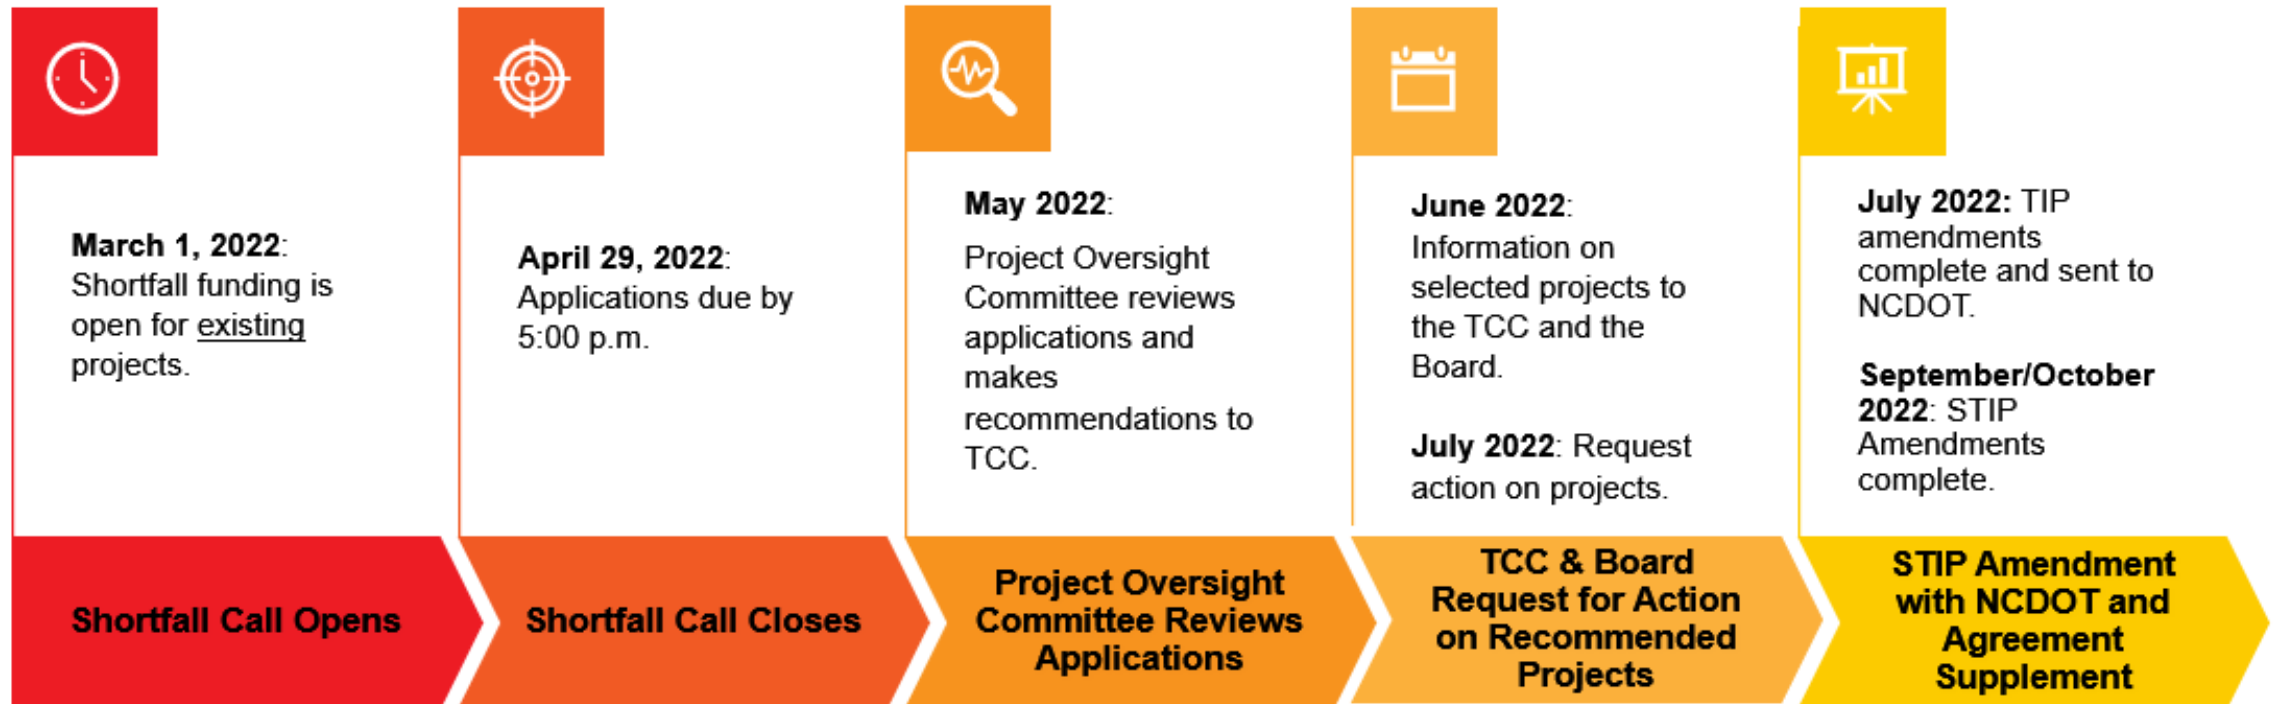 March 1, 2022:
Shortfall funding is
open for existing
projects.
Shortfall Call Opens
April 29, 2022:
Applications due by
5:00 p.m.
Shortfall Call Closes
May 2022:
Project Oversight
Committee reviews
applications and
makes
recommendations to
TCC.
Project Oversight
Committee Reviews
Applications
June 2022:
Information on
selected projects to
the TCC and the
Board.
July 2022: Request
action on projects.
TCC & Board
Request for Action
on Recommended
Projects
July 2022: TIP
amendments
complete and sent to
NCDOT.
September/October
2022: STIP
Amendments
complete.
STIP Amendment
with NCDOT and
Agreement
Supplement